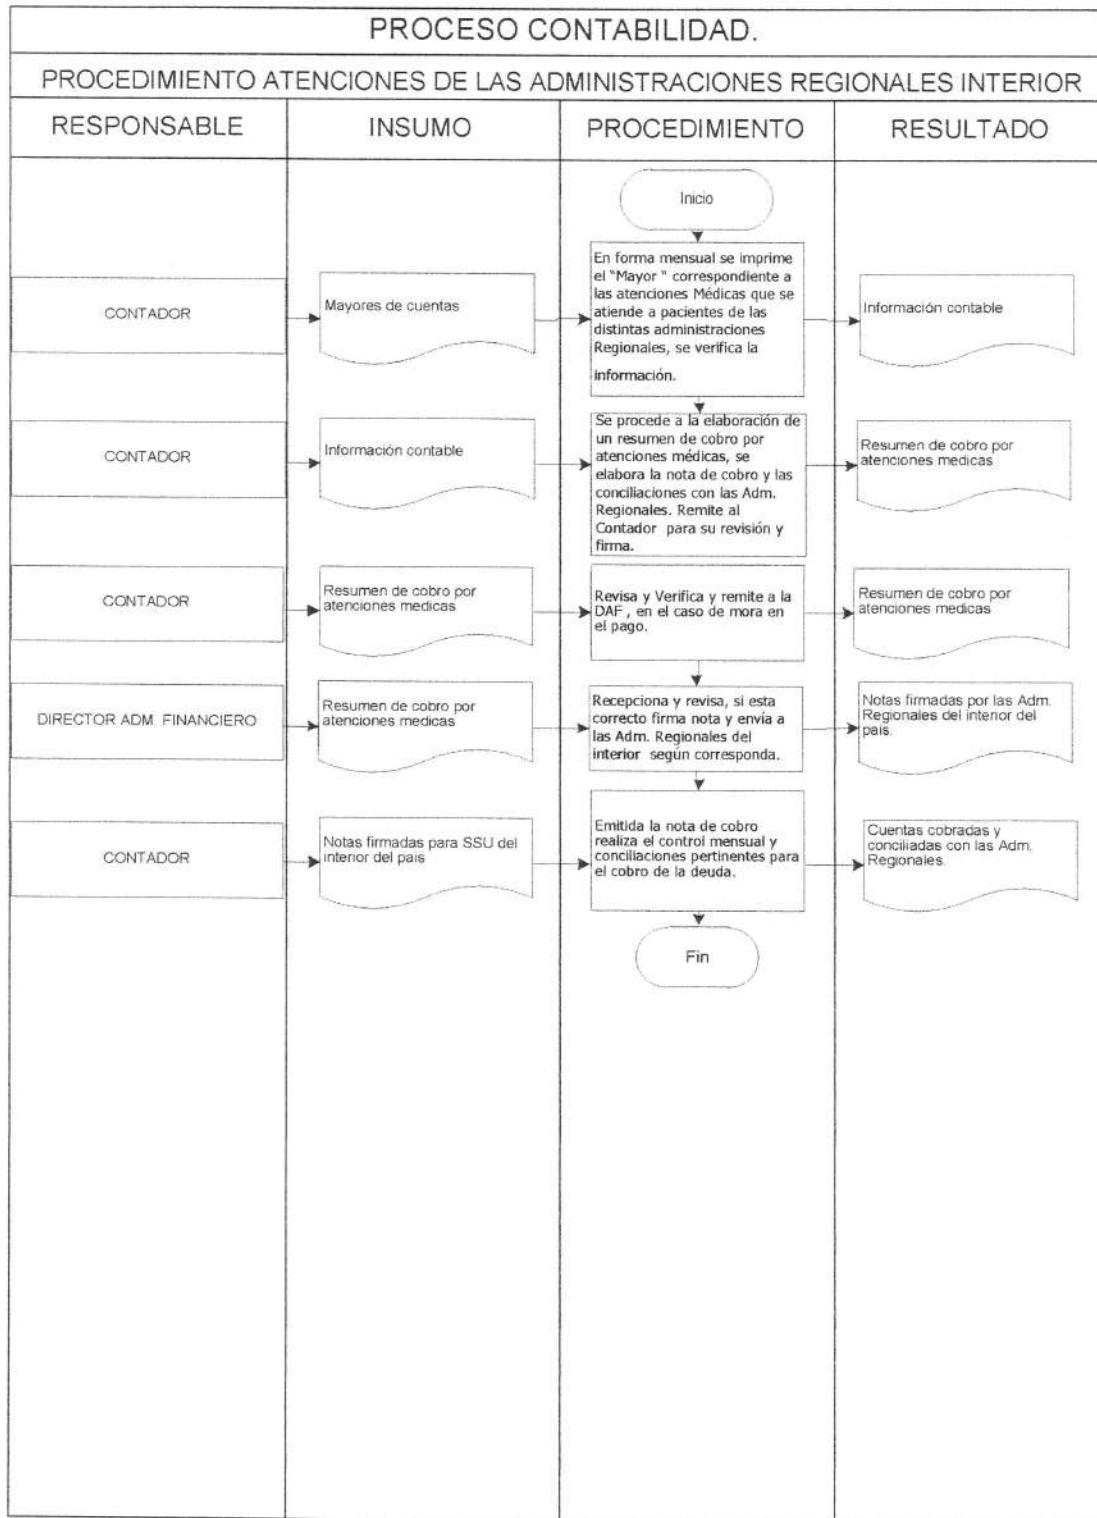 PROCESO CONTABILIDAD.
PROCEDIMIENTO ATENCIONES DE LAS ADMINISTRACIONES REGIONALES INTERIOR
RESPONSABLE
INSUMO
PROCEDIMIENTO
RESULTADO
Inicio
CONTADOR
Mayores de cuentas
En forma mensual se imprime
el "Mayor " correspondiente a
las atenciones Médicas que se
atiende a pacientes de las
distintas administraciones
Regionales, se verifica la
información.
Información contable
CONTADOR
Información contable
Se procede a la elaboración de
un resumen de cobro por
atenciones médicas, se
elabora la nota de cobro y las
conciliaciones con las Adm.
Regionales. Remite al
Contador para su revisión y
firma.
Resumen de cobro por
atenciones medicas
CONTADOR
Resumen de cobro por
atenciones medicas
Revisa y Verifica y remite a la
DAF , en el caso de mora en
el pago.
Resumen de cobro por
atenciones medicas
DIRECTOR ADM. FINANCIERO
Resumen de cobro por
atenciones medicas
Recepciona y revisa, si esta
correcto firma nota y envía a
las Adm. Regionales del
interior según corresponda.
Notas firmadas por las Adm.
Regionales del interior del
pais.
CONTADOR
Notas firmadas para SSU del
interior del pais
Emitida la nota de cobro
realiza el control mensual y
conciliaciones pertinentes para
el cobro de la deuda.
Cuentas cobradas y
conciliadas con las Adm.
Regionales.
Fin